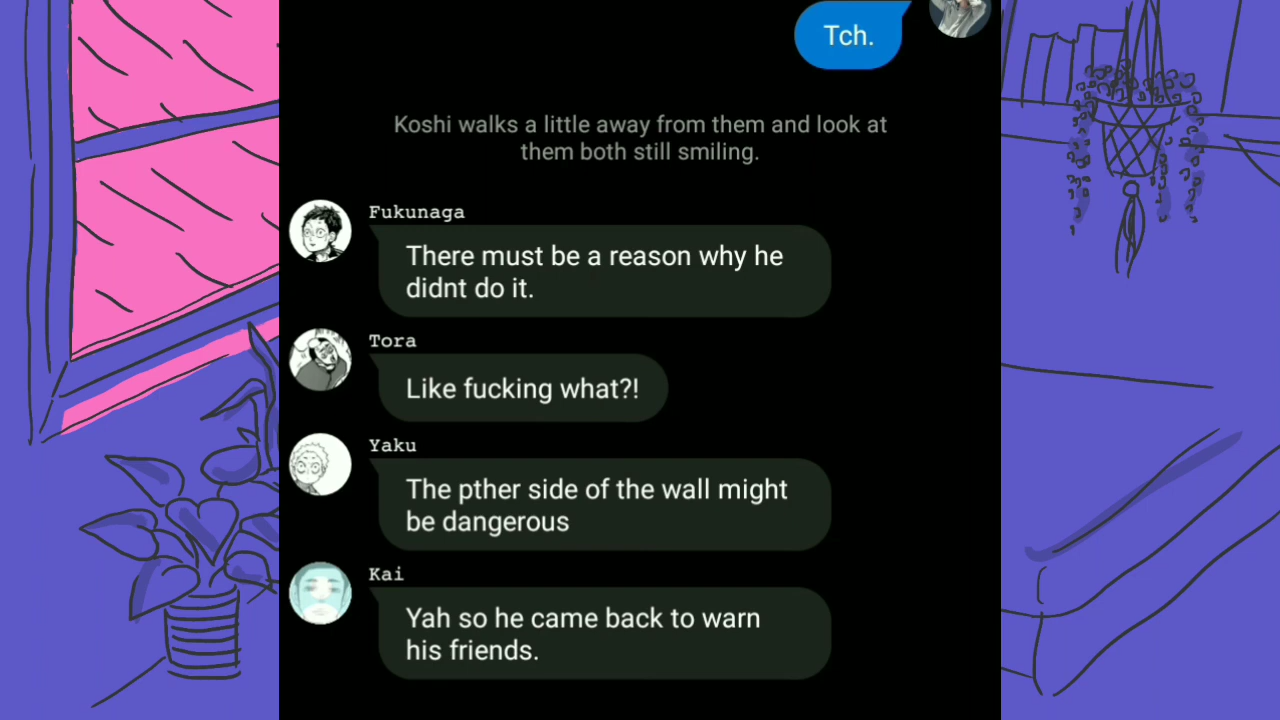 Tch.
Koshi walks a little away from them and look at
them both still smiling.
Fukunaga
There must be a reason why he
didnt do it.
Tora
Like fucking what?!
Yaku
The pther side of the wall might
be dangerous
Kai
Yah so he came back to warn
his friends.